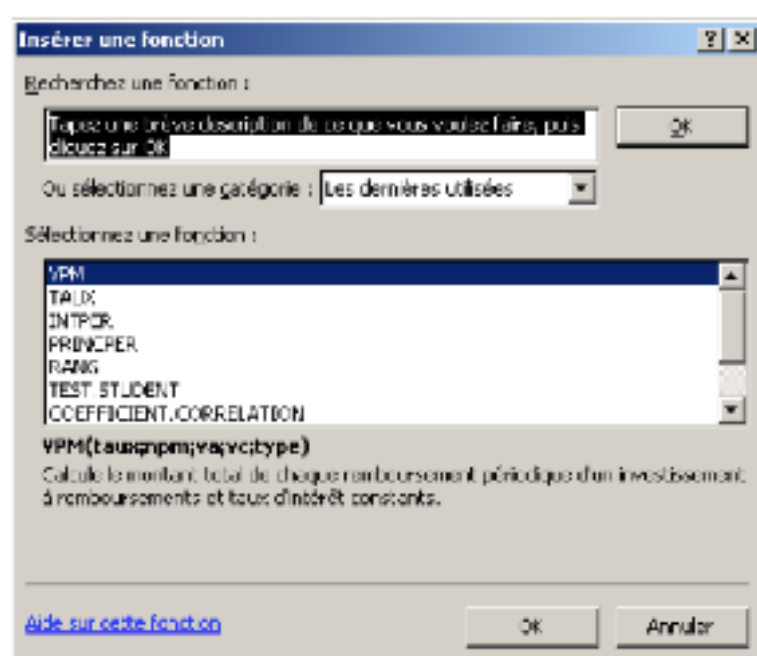 Insérer une fonction
Recherchez une fonction :
Tapez une brève description de ce que vous voulez faire, puis
cliquez sur OK
OK
Ou sélectionnez une catégorie : Les dernières utilisées
Sélectionnez une fonction :
VPM
TAUX
INTPER
PRINCPER
RANG
TEST.STUDENT
COEFFICIENT.CORRELATION
VPM(taux;npm;va;vc;type)
Calcule le montant total de chaque remboursement périodique d'un investissement
à remboursements et taux d'intérêt constants.
Aide sur cette fonction
OK
Annuler